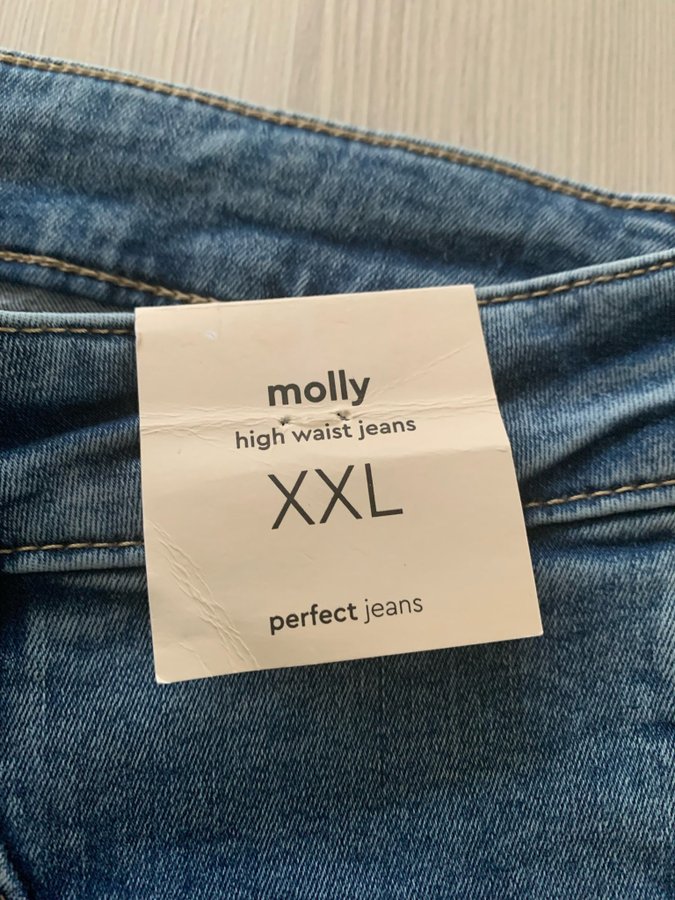 molly
high waist jeans
XXL
perfect jeans